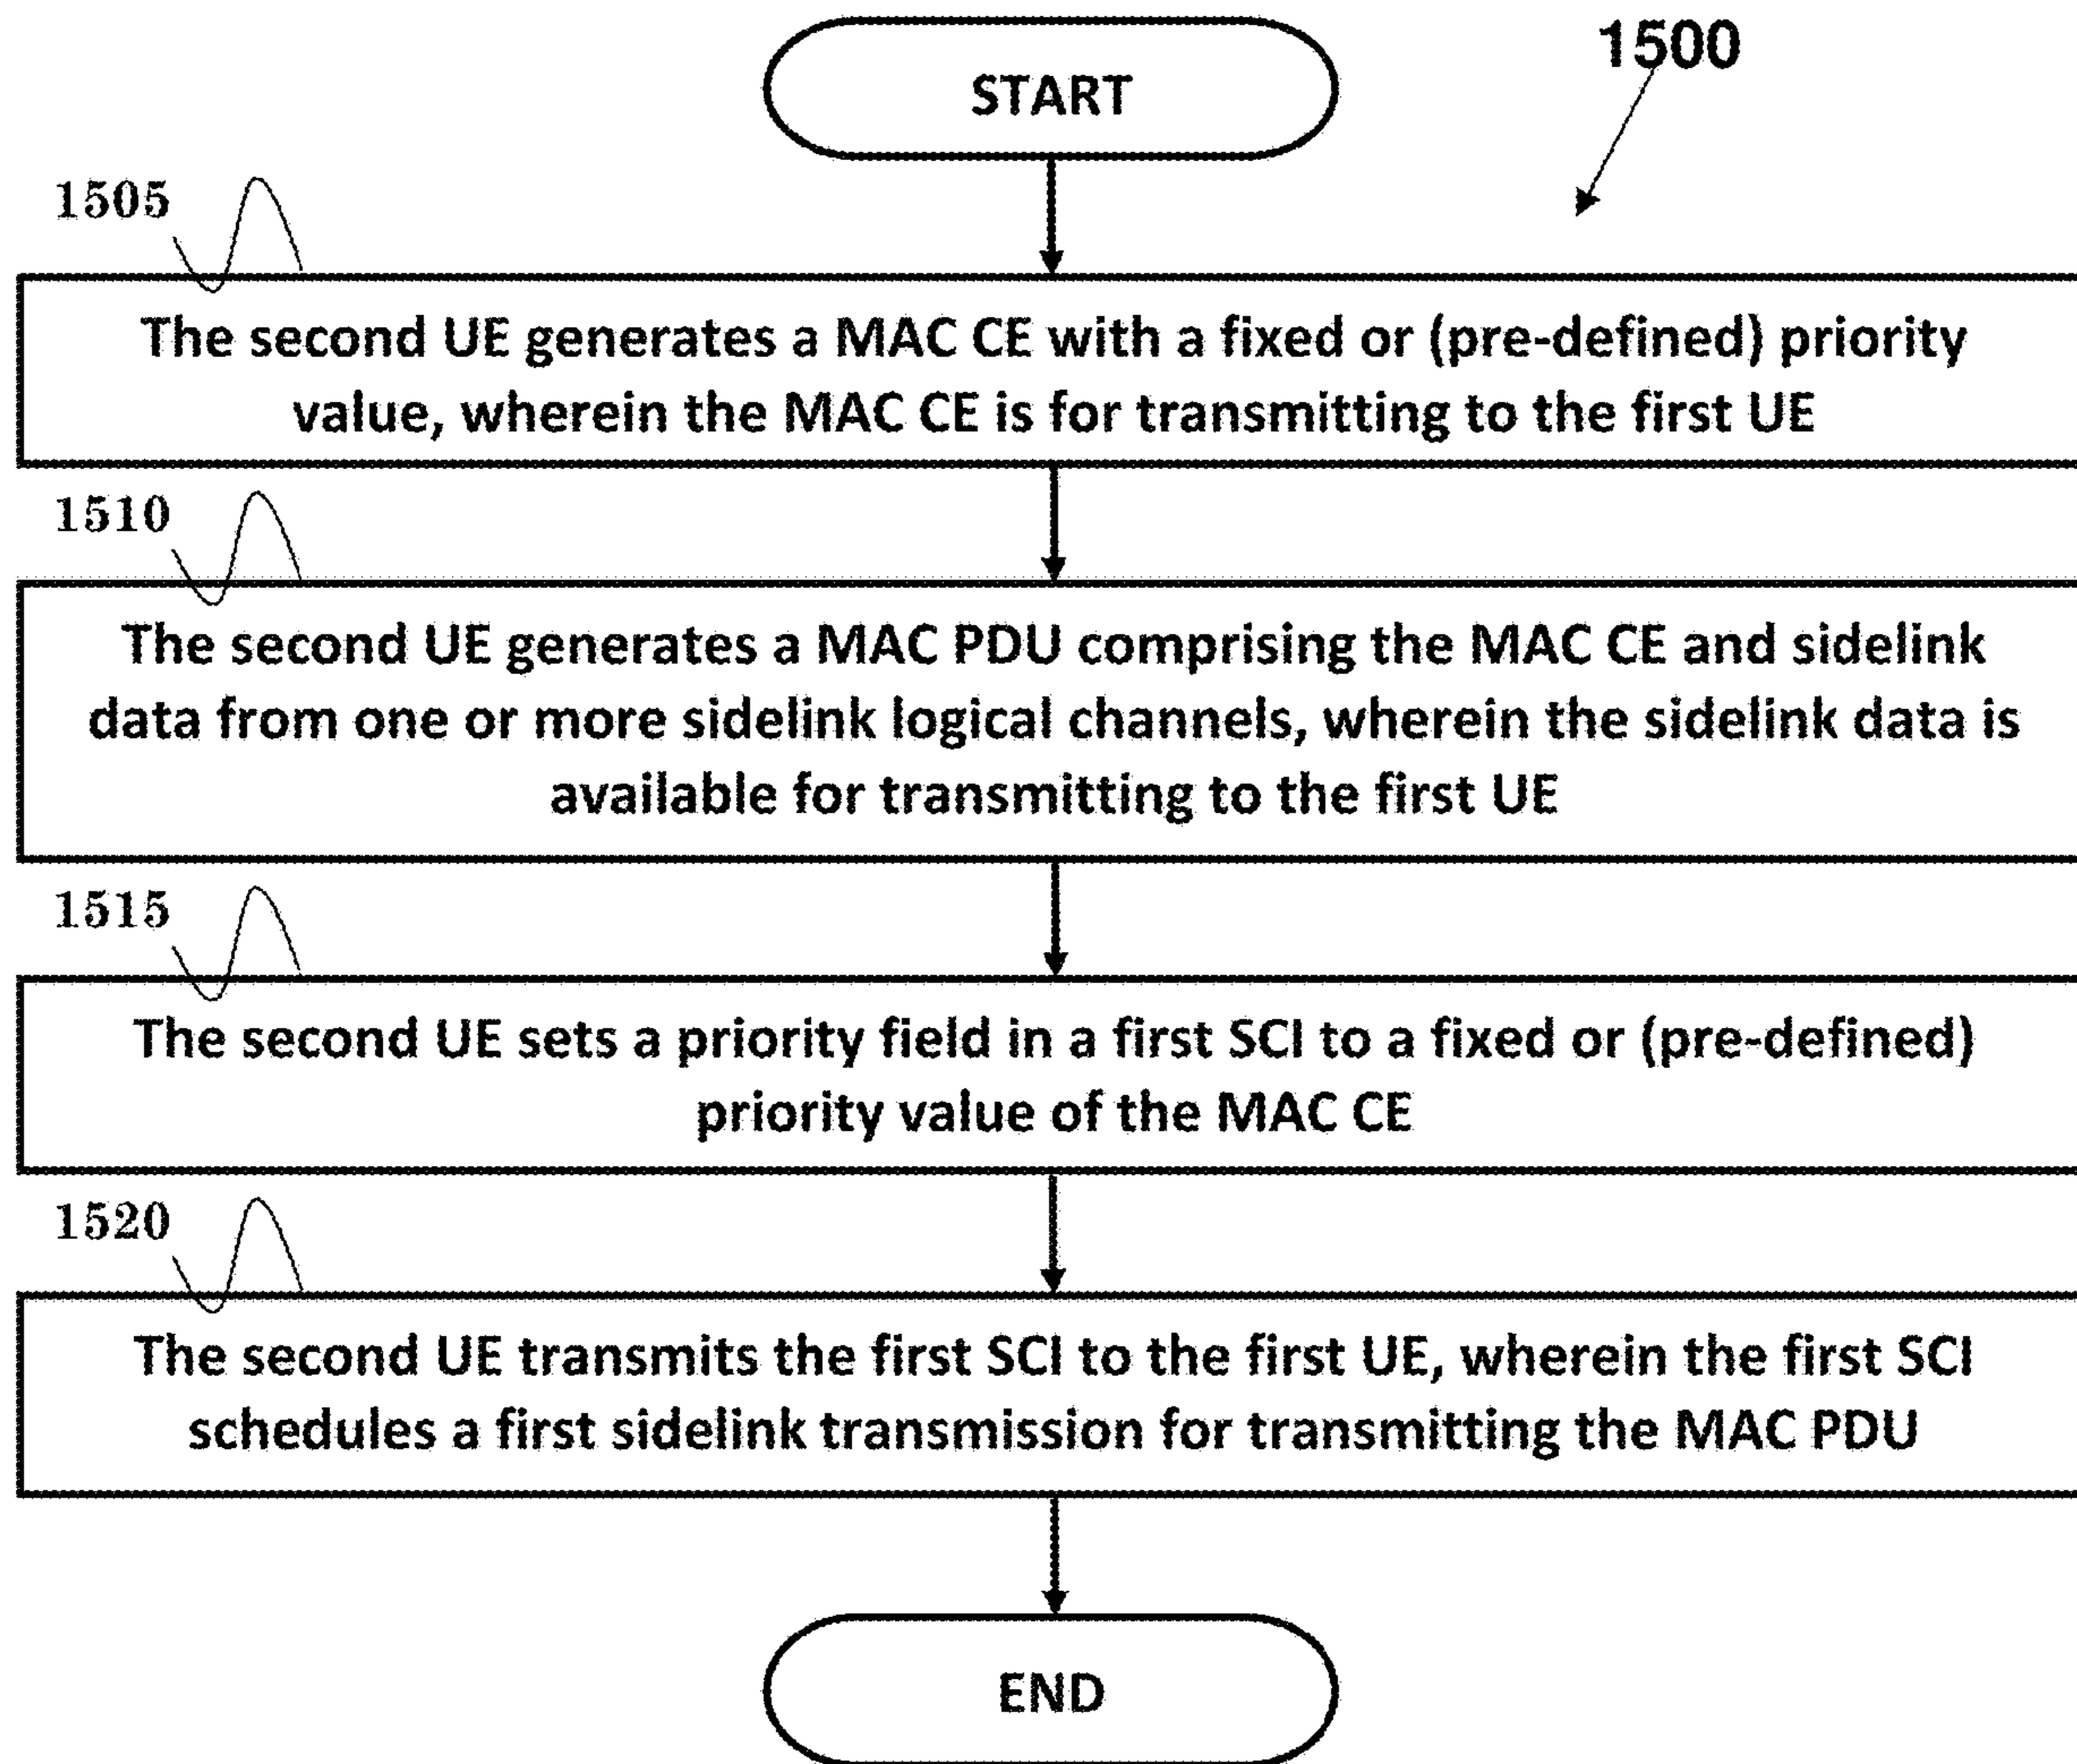 START
1500
1505
The second UE generates a MAC CE with a fixed or (pre-defined) priority
value, wherein the MAC CE is for transmitting to the first UE
1510
The second UE generates a MAC PDU comprising the MAC CE and sidelink
data from one or more sidelink logical channels, wherein the sidelink data is
available for transmitting to the first UE
1515
The second UE sets a priority field in a first SCI to a fixed or (pre-defined)
priority value of the MAC CE
1520
The second UE transmits the first SCI to the first UE, wherein the first SCI
schedules a first sidelink transmission for transmitting the MAC PDU
END